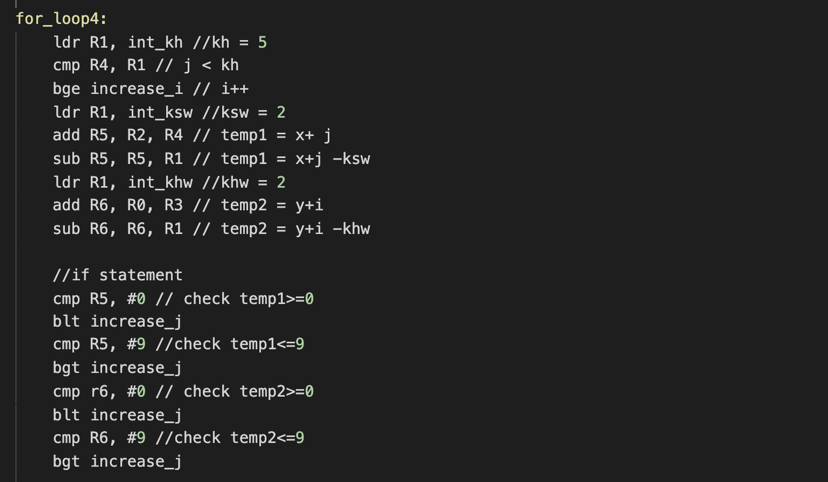 for_loop4:
ldr R1, int_kh //kh = 5
cmp R4, R1 // j < kh
bge increase_i // i++
ldr R1, int_ksw //ksw = 2
add R5, R2, R4 // temp1 = x+ j
sub R5, R5, R1 // temp1 = x+j -ksw
ldr R1, int_khw //khw = 2
add R6, R0, R3 // temp2 = y+i
sub R6, R6, R1 // temp2 = y+i -khw
//if statement
cmp R5, #0 // check temp1>=0
blt increase_j
cmp R5, #9 //check temp1<=9
bgt increase_j
cmp r6, #0 // check temp2>=0
blt increase_j
cmp R6, #9 //check temp2<=9
bgt increase_j